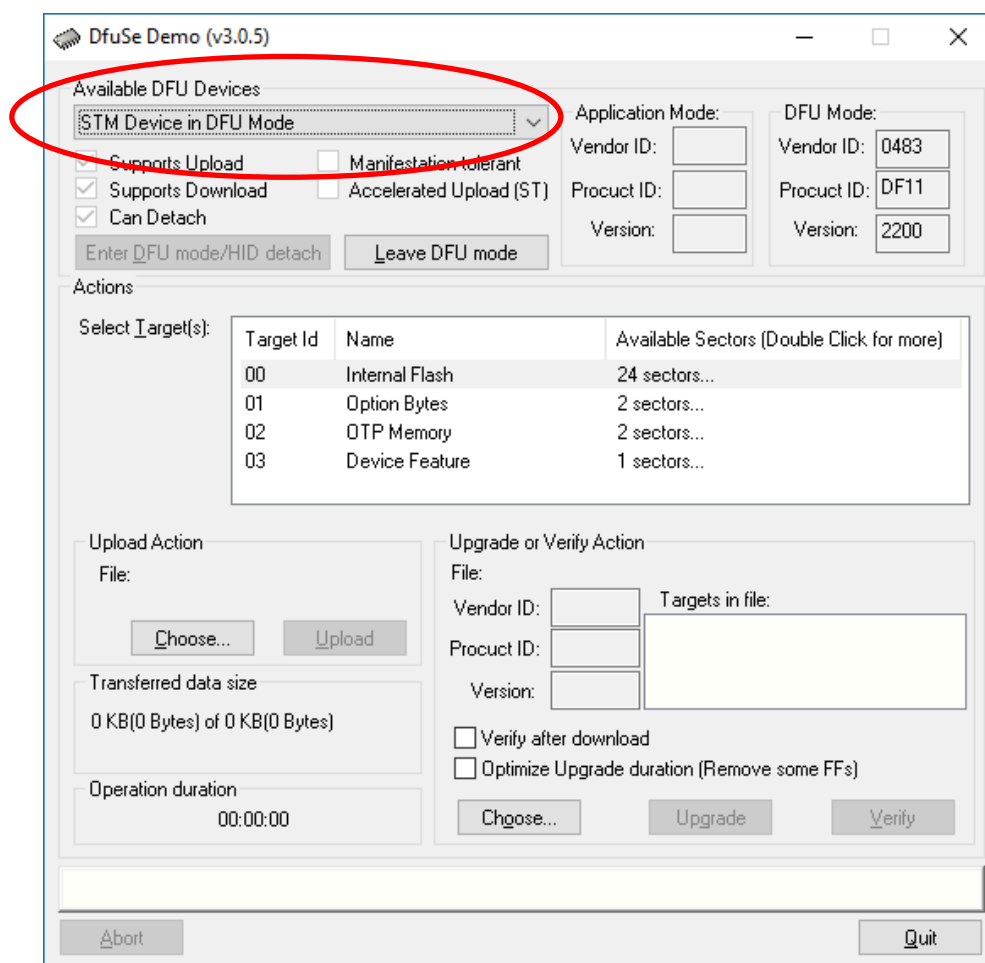 DfuSe Demo (v3.0.5)
Available DFU Devices
STM Device in DFU Mode
Supports Upload
Manifestation tolerant
Supports Download
Accelerated Upload (ST)
Can Detach
Enter DFU mode/HID detach
Leave DFU mode
Application Mode:
Vendor ID:
Procuct ID:
Version:
DFU Mode:
Vendor ID: 0483
Procuct ID: DF11
Version: 2200
Actions
Select Target(s):
Target Id Name Available Sectors (Double Click for more)
00 Internal Flash 24 sectors...
01 Option Bytes 2 sectors...
02 OTP Memory 2 sectors...
03 Device Feature 1 sectors...
Upload Action
File:
Choose...
Upload
Transferred data size
0 KB(0 Bytes) of 0 KB(0 Bytes)
Operation duration
00:00:00
Upgrade or Verify Action
File:
Vendor ID:
Procuct ID:
Version:
Targets in file:
Verify after download
Optimize Upgrade duration (Remove some FFs)
Choose...
Upgrade
Verify
Abort
Quit